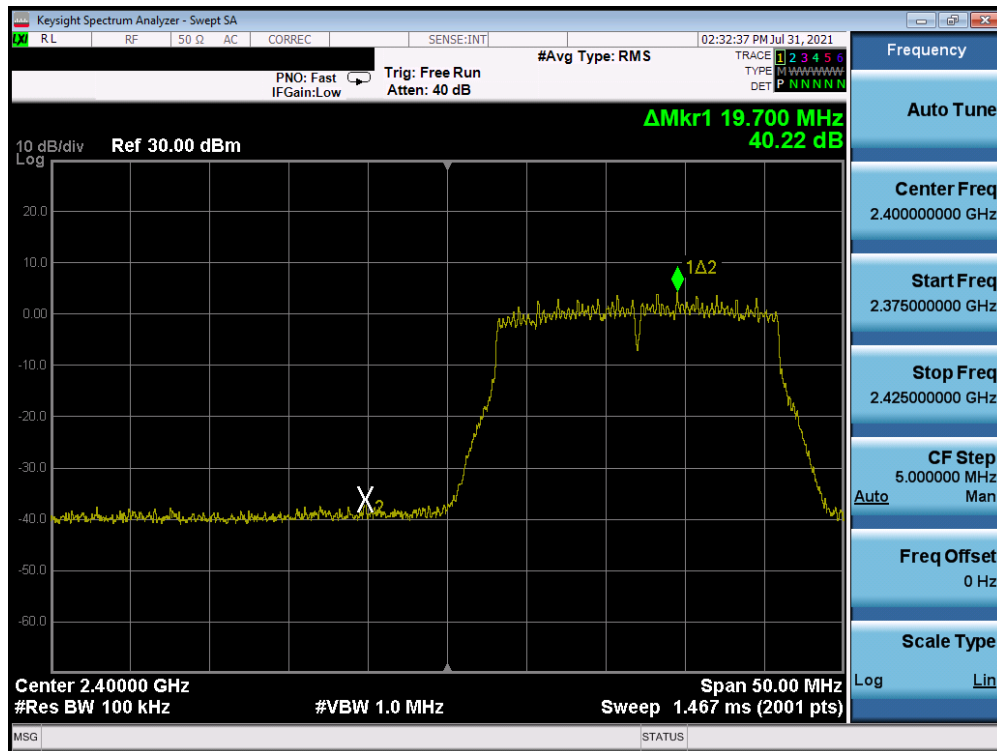 Keysight Spectrum Analyzer - Swept SA
LXI RL RF 50 Ω AC CORREC SENSE:INT 02:32:37 PM Jul 31, 2021
PNO: Fast
IFGain:Low
Trig: Free Run
Atten: 40 dB
#Avg Type: RMS
TRACE 1 2 3 4 5 6
TYPE M WWWWW
DET P N N N N N
ΔMkr1 19.700 MHz
40.22 dB
10 dB/div
Log
Ref 30.00 dBm
20.0
10.0
0.00
-10.0
-20.0
-30.0
-40.0
-50.0
-60.0
1Δ2
X2
Center 2.40000 GHz
Span 50.00 MHz
#Res BW 100 kHz
#VBW 1.0 MHz
Sweep 1.467 ms (2001 pts)
MSG
STATUS
Frequency
Auto Tune
Center Freq
2.400000000 GHz
Start Freq
2.375000000 GHz
Stop Freq
2.425000000 GHz
CF Step
5.000000 MHz
Auto Man
Freq Offset
0 Hz
Scale Type
Log Lin